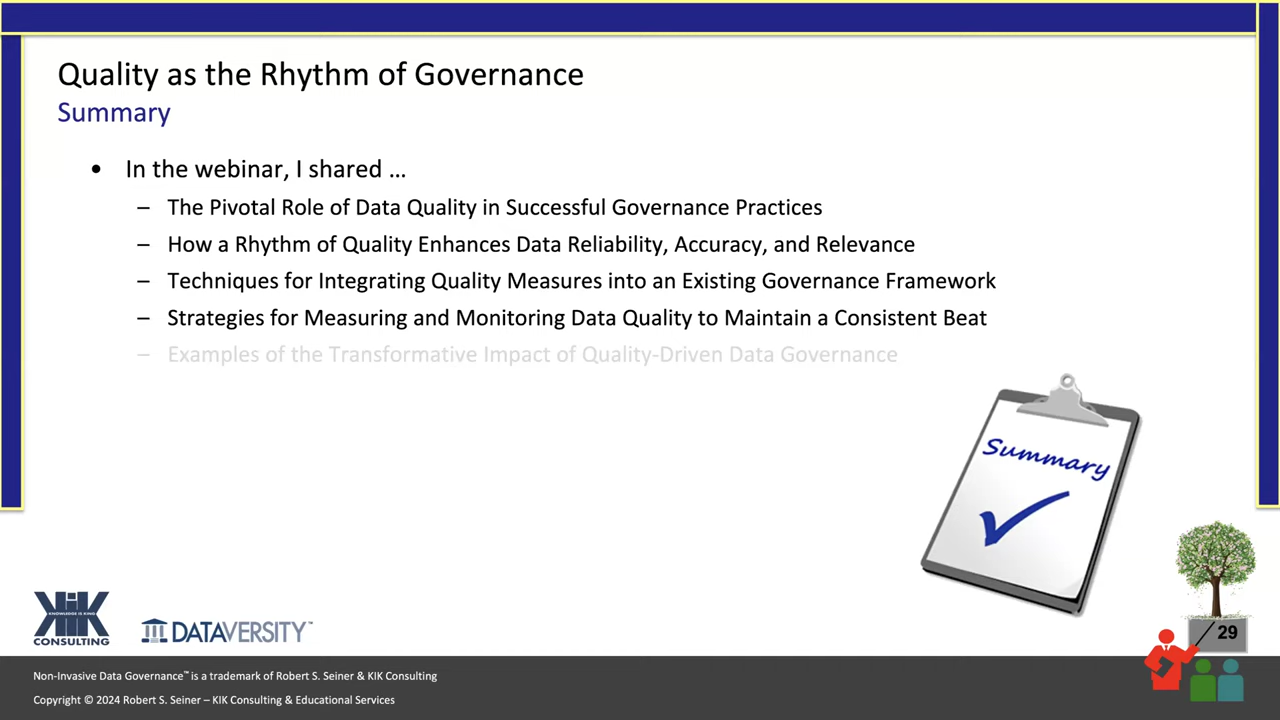 Quality as the Rhythm of Governance
Summary
• In the webinar, I shared …
– The Pivotal Role of Data Quality in Successful Governance Practices
– How a Rhythm of Quality Enhances Data Reliability, Accuracy, and Relevance
– Techniques for Integrating Quality Measures into an Existing Governance Framework
– Strategies for Measuring and Monitoring Data Quality to Maintain a Consistent Beat
– Examples of the Transformative Impact of Quality-Driven Data Governance
Summary
KIK
KNOWLEDGE IS KING
CONSULTING
DATAVERSITY™
29
Non-Invasive Data Governance™ is a trademark of Robert S. Seiner & KIK Consulting
Copyright © 2024 Robert S. Seiner – KIK Consulting & Educational Services